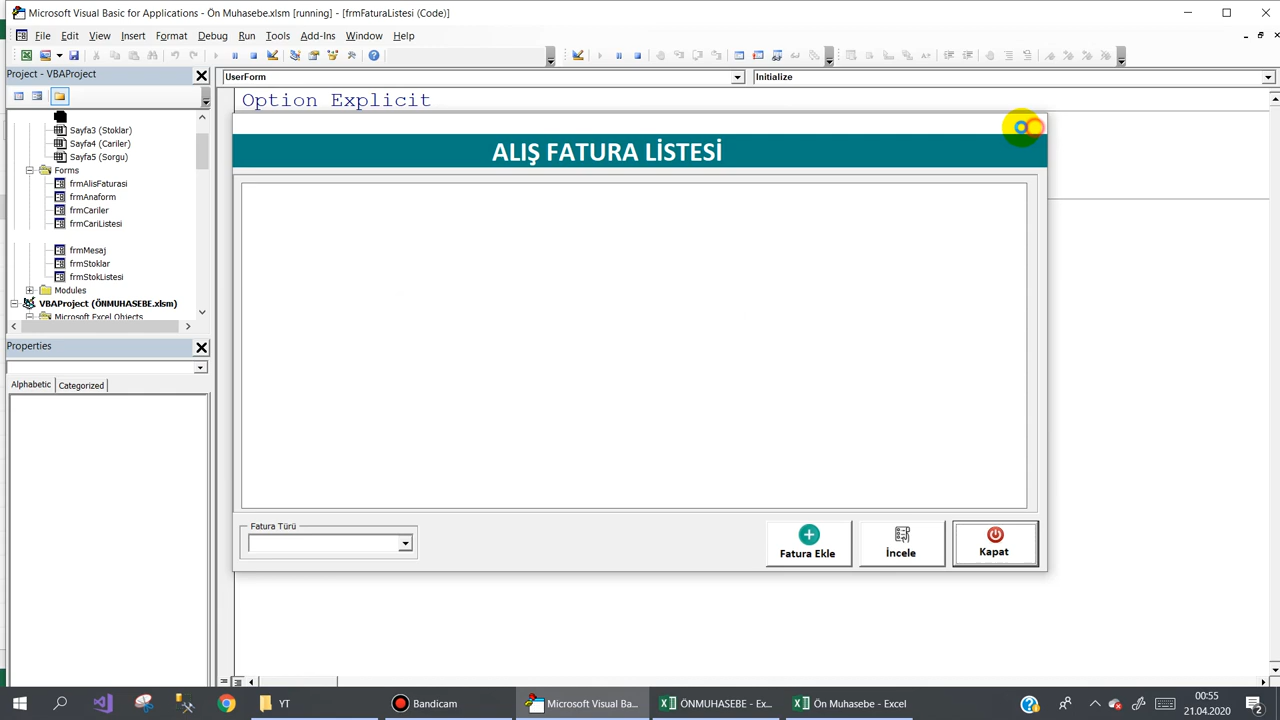 Microsoft Visual Basic for Applications - Ön Muhasebe.xlsm [running] - [frmFaturaListesi (Code)]
File Edit View Insert Format Debug Run Tools Add-Ins Window Help
Project - VBAProject
UserForm
Initialize
Option Explicit
Sayfa3 (Stoklar)
Sayfa4 (Cariler)
Sayfa5 (Sorgu)
Forms
frmAlisFaturasi
frmAnaform
frmCariler
frmCariListesi
frmMesaj
frmStoklar
frmStokListesi
Modules
VBAProject (ÖNMUHASEBE.xlsm)
Microsoft Excel Objects
Properties
Alphabetic Categorized
ALIŞ FATURA LİSTESİ
Fatura Türü
Fatura Ekle
İncele
Kapat
YT
Bandicam
Microsoft Visual Ba...
ÖNMUHASEBE - Ex...
Ön Muhasebe - Excel
00:55
21.04.2020
2